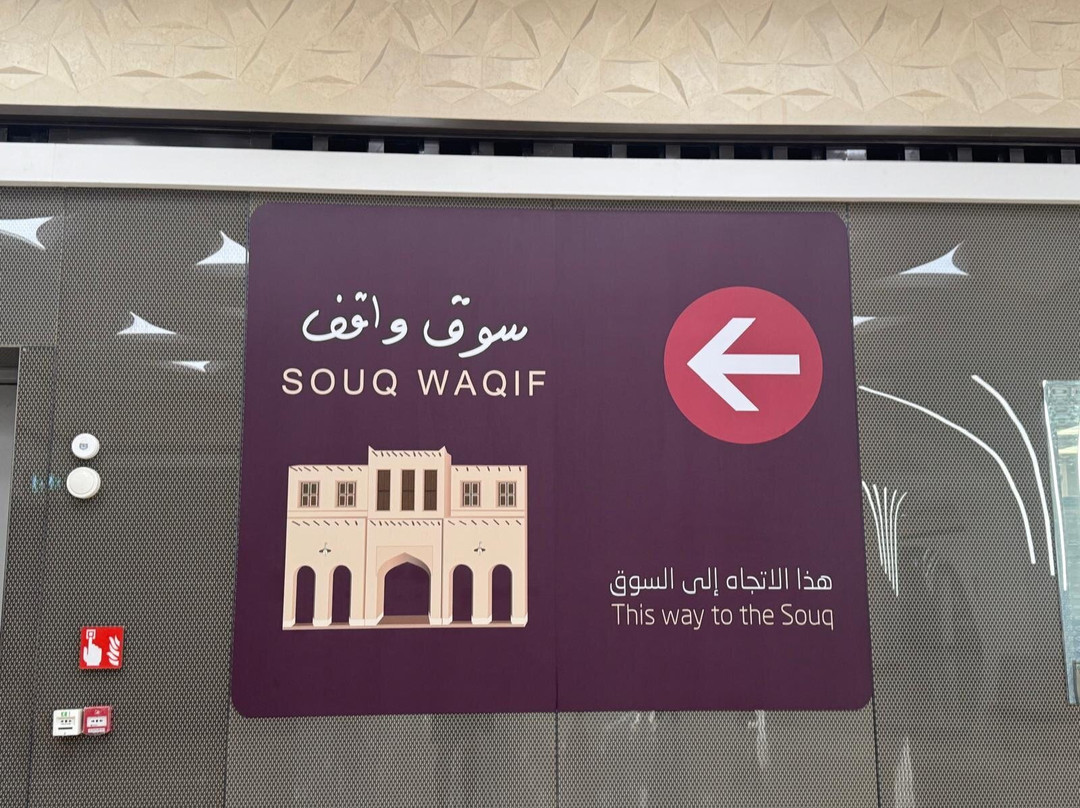 سوق واقف
SOUQ WAQIF
هذا الاتجاه إلى السوق
This way to the Souq